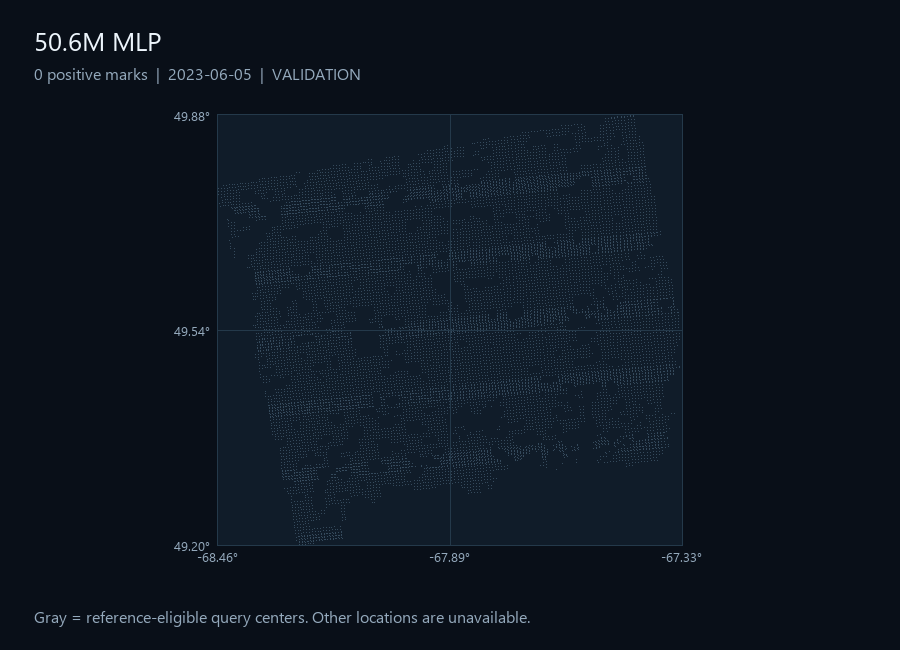 50.6M MLP
0 positive marks | 2023-06-05 | VALIDATION
49.88°
49.54°
49.20°
-68.46°
-67.89°
-67.33°
Gray = reference-eligible query centers. Other locations are unavailable.